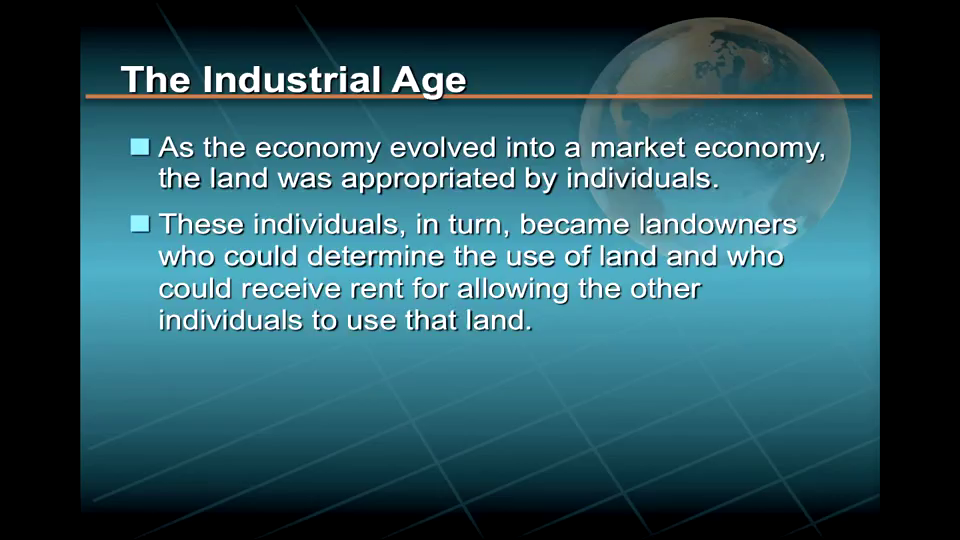 The Industrial Age
As the economy evolved into a market economy,
the land was appropriated by individuals.
These individuals, in turn, became landowners
who could determine the use of land and who
could receive rent for allowing the other
individuals to use that land.